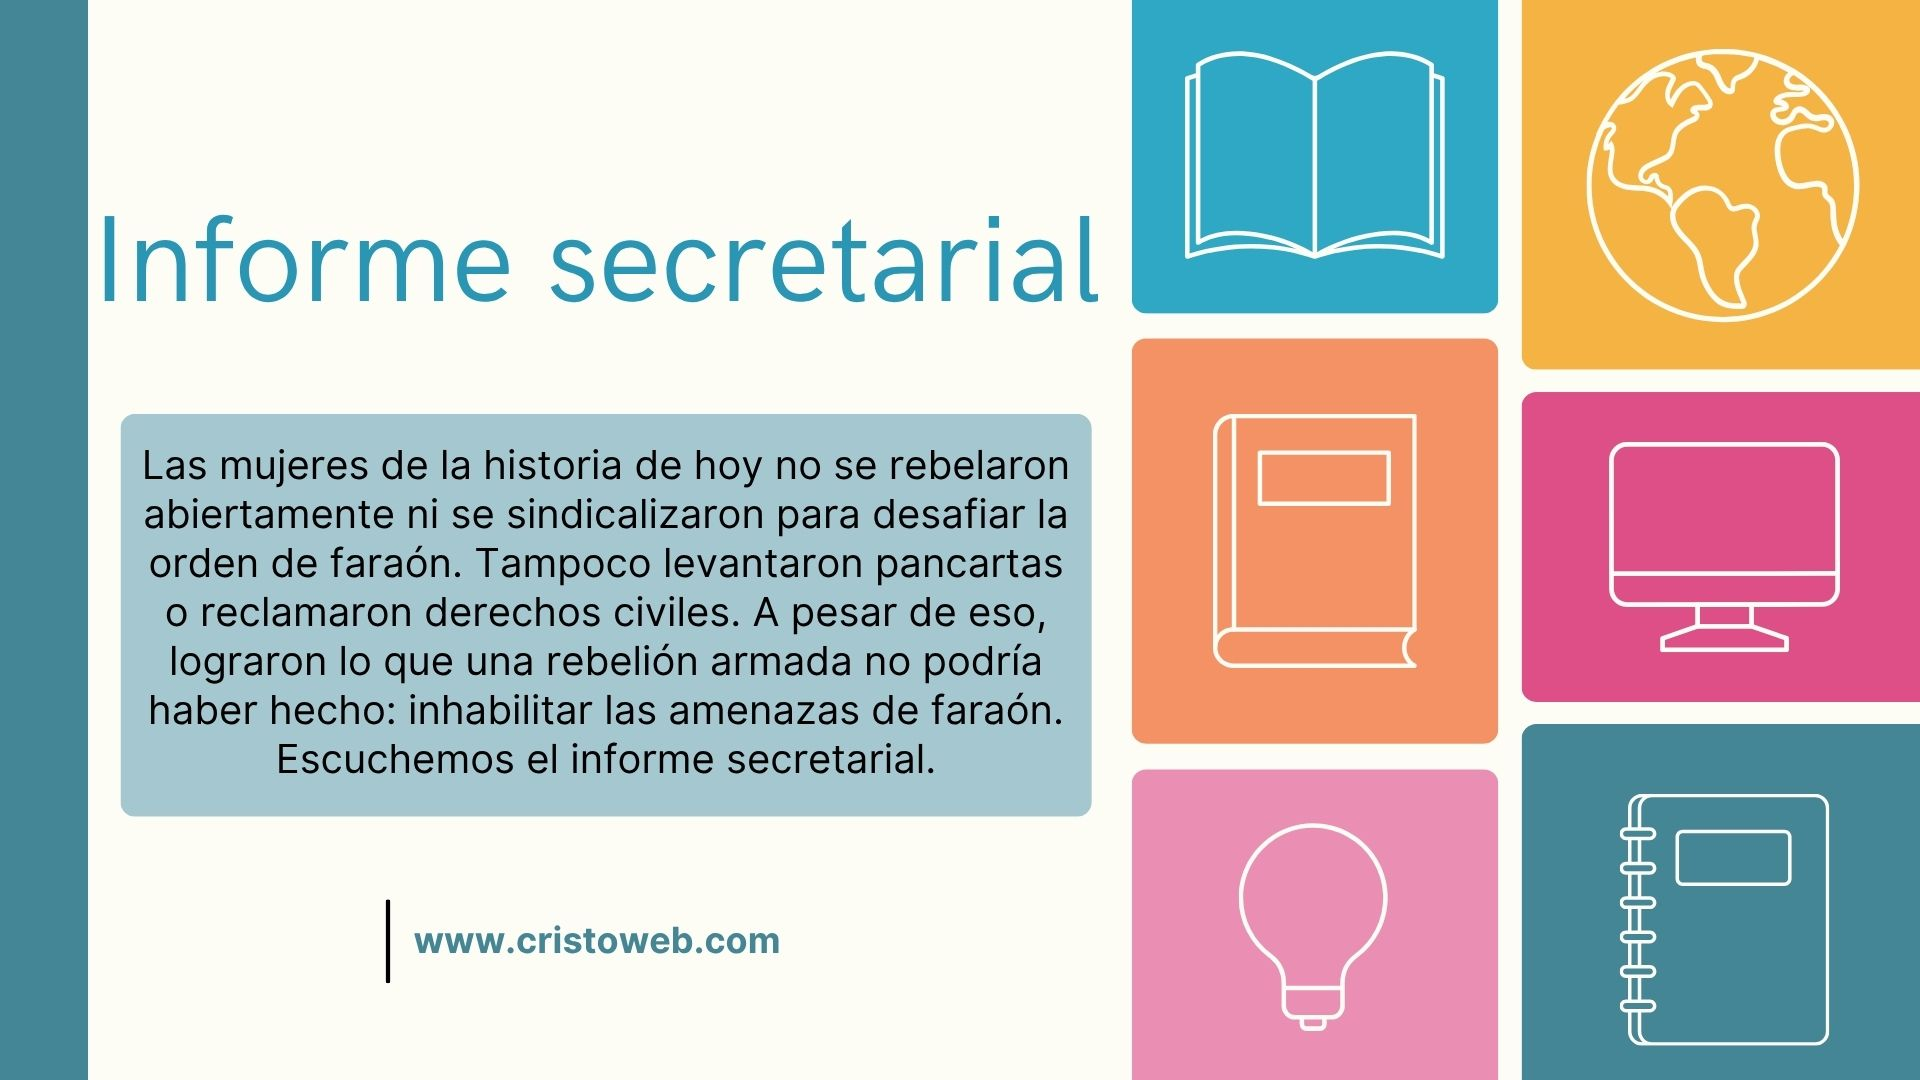 Informe secretarial
Las mujeres de la historia de hoy no se rebelaron
abiertamente ni se sindicalizaron para desafiar la
orden de faraón. Tampoco levantaron pancartas
o reclamaron derechos civiles. A pesar de eso,
lograron lo que una rebelión armada no podría
haber hecho: inhabilitar las amenazas de faraón.
Escuchemos el informe secretarial.
www.cristoweb.com